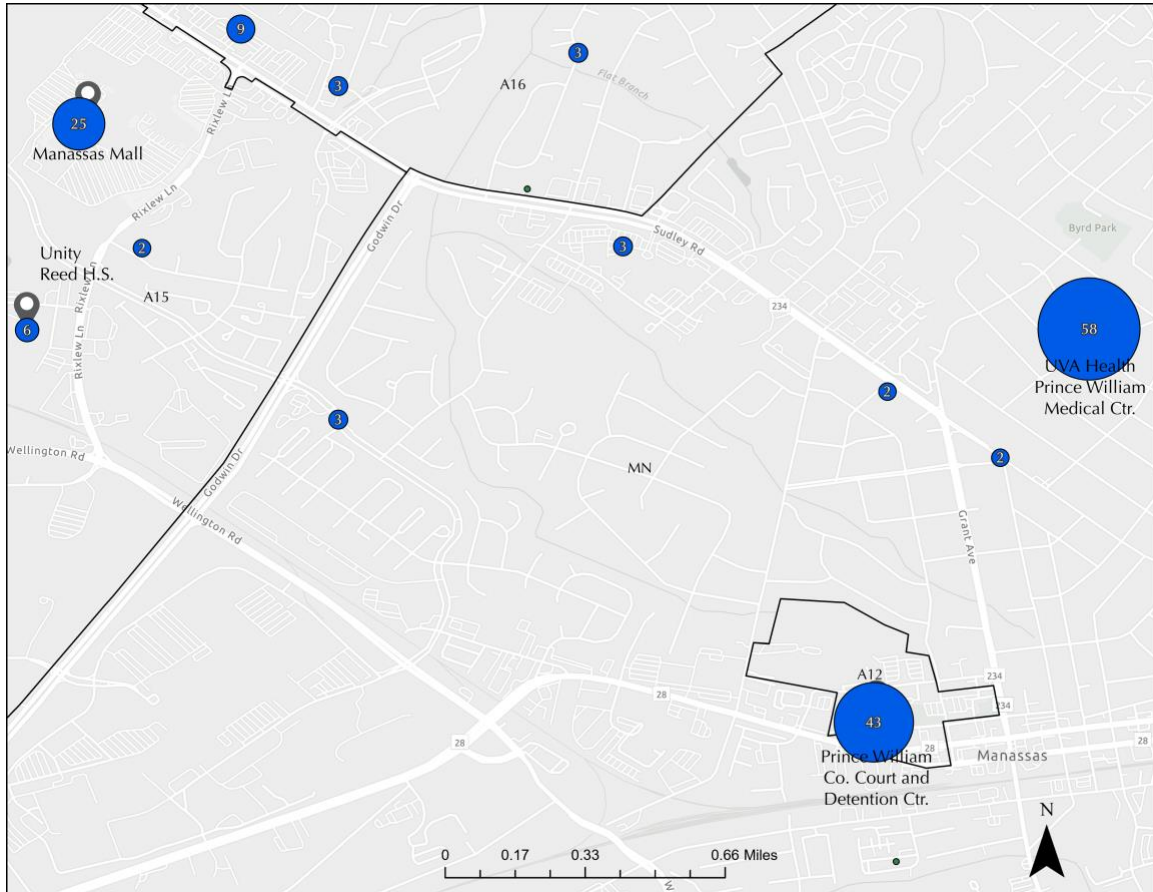 9
3
3
A16
Flat Branch
25
Manassas Mall
Rixlew Ln
Rixlew Ln
Godwin Dr
3
Sudley Rd
Byrd Park
2
Unity
Reed H.S.
Rixlew Ln
A15
6
Rixlew Ln
234
58
UVA Health
Prince William
Medical Ctr.
2
3
Wellington Rd
Godwin Dr
MN
2
Wellington Rd
Grant Ave
A12
234
234
28
43
28
28
28
Manassas
Prince William
Co. Court and
Detention Ctr.
N
0 0.17 0.33 0.66 Miles
W